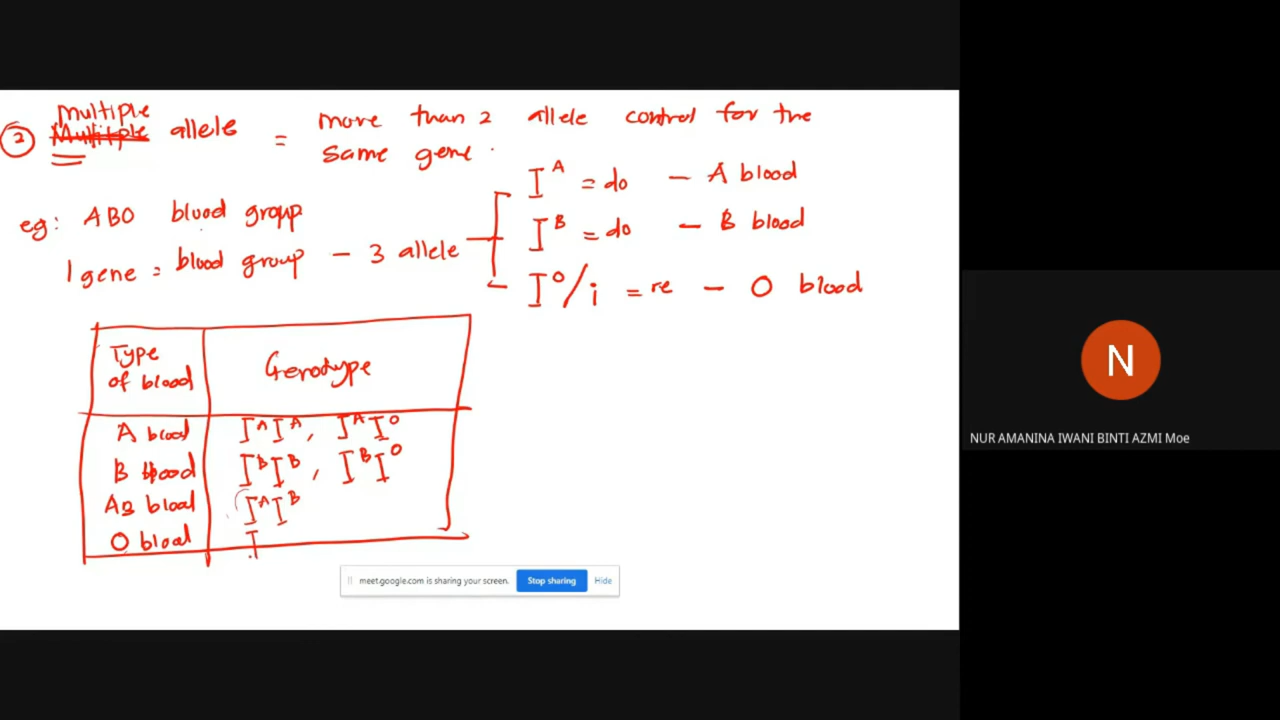 ② Multiple allele = more than 2 allele control for the
same gene.
eg: ABO blood group
1 gene = blood group - 3 allele
I^A = do - A blood
I^B = do - B blood
I^O/i = re - O blood
Type of blood
Genotype
A blood I^A I^A, I^A I^O
B blood I^B I^B, I^B I^O
AB blood I^A I^B
O blood I
meet.google.com is sharing your screen. Stop sharing Hide
N
NUR AMANINA IWANI BINTI AZMI Moe